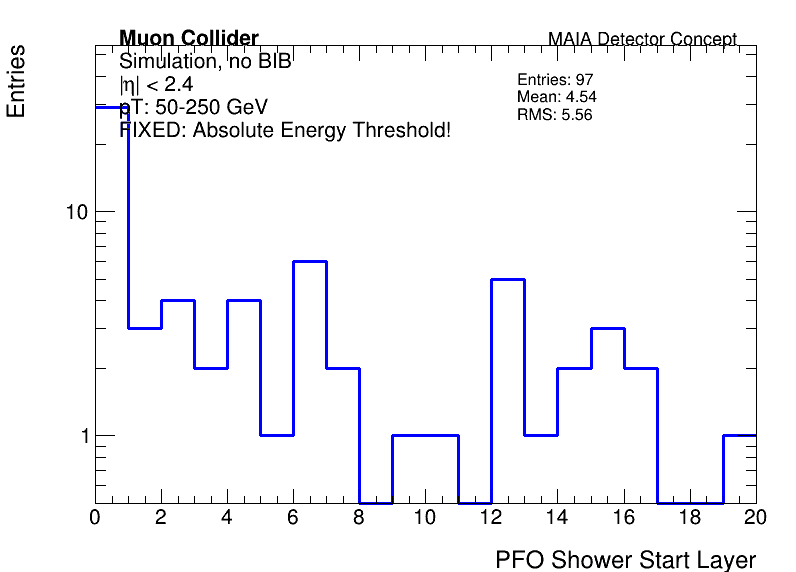 Muon Collider
MAIA Detector Concept
Simulation, no BIB
|η| < 2.4
pT: 50-250 GeV
FIXED: Absolute Energy Threshold!
Entries: 97
Mean: 4.54
RMS: 5.56
Entries
10
1
0 2 4 6 8 10 12 14 16 18 20
PFO Shower Start Layer